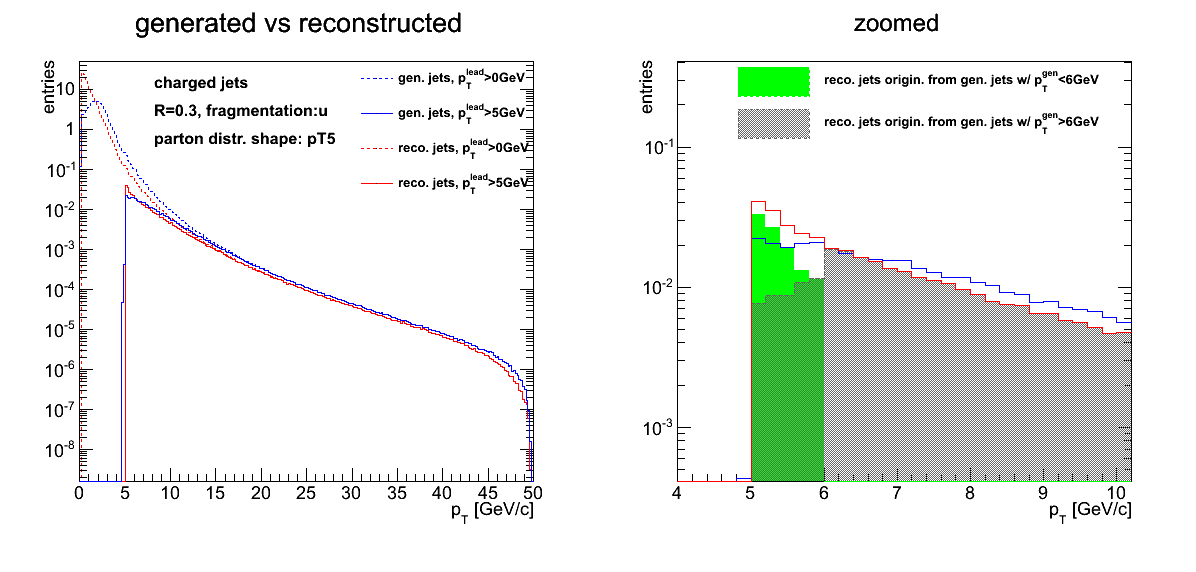 generated vs reconstructed
entries
charged jets
R=0.3, fragmentation:u
parton distr. shape: pT5
gen. jets, p_T^lead>0GeV
gen. jets, p_T^lead>5GeV
reco. jets, p_T^lead>0GeV
reco. jets, p_T^lead>5GeV
10
1
10^-1
10^-2
10^-3
10^-4
10^-5
10^-6
10^-7
10^-8
0 5 10 15 20 25 30 35 40 45 50
p_T [GeV/c]
zoomed
entries
reco. jets origin. from gen. jets w/ p_T^gen<6GeV
reco. jets origin. from gen. jets w/ p_T^gen>6GeV
10^-1
10^-2
10^-3
4 5 6 7 8 9 10
p_T [GeV/c]